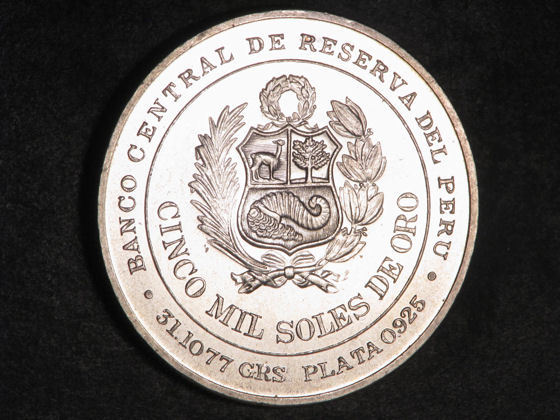 BANCO CENTRAL DE RESERVA DEL PERU
CINCO MIL SOLES DE ORO
• 31.1077 GRS PLATA 0.925 •